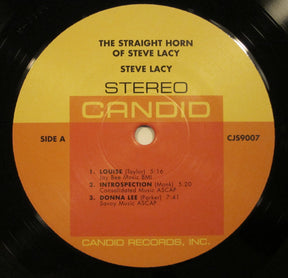 THE STRAIGHT HORN
OF STEVE LACY
STEVE LACY
STEREO
CANDID
SIDE A
CJS9007
1. LOUISE (Taylor) 5:16
Jay Bee Music BMI
2. INTROSPECTION (Monk) 5:20
Consolidated Music ASCAP
3. DONNA LEE (Parker) 7:41
Savoy Music ASCAP
CANDID RECORDS, INC.